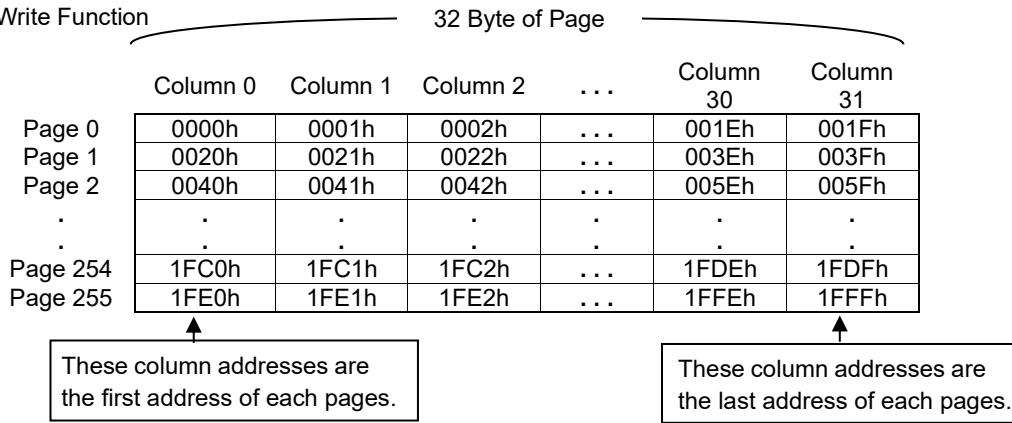 Write Function
32 Byte of Page
Column 0 Column 1 Column 2 ... Column 30 Column 31
Page 0 0000h 0001h 0002h ... 001Eh 001Fh
Page 1 0020h 0021h 0022h ... 003Eh 003Fh
Page 2 0040h 0041h 0042h ... 005Eh 005Fh
. . . . . . .
. . . . . . .
Page 254 1FC0h 1FC1h 1FC2h ... 1FDEh 1FDFh
Page 255 1FE0h 1FE1h 1FE2h ... 1FFEh 1FFFh
These column addresses are
the first address of each pages.
These column addresses are
the last address of each pages.